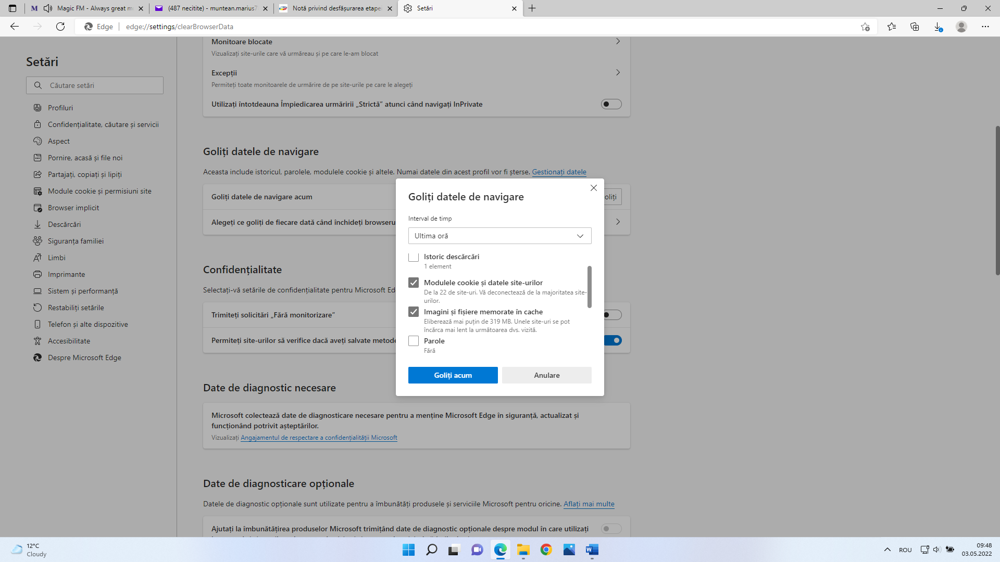 Magic FM - Always great m
(487 necitite) - muntean.marius7
Notă privind desfășurarea etape
Setări
Edge
edge://settings/clearBrowserData
Setări
Căutare setări
Profiluri
Confidențialitate, căutare și servicii
Aspect
Pornire, acasă și file noi
Partajați, copiați și lipiți
Module cookie și permisiuni site
Browser implicit
Descărcări
Siguranța familiei
Limbi
Imprimante
Sistem și performanță
Restabiliți setările
Telefon și alte dispozitive
Accesibilitate
Despre Microsoft Edge
Monitoare blocate
Vizualizați site-urile care vă urmăreau și pe care le-am blocat
Excepții
Permiteți toate monitoarele de urmărire de pe site-urile pe care le alegeți
Utilizați întotdeauna Împiedicarea urmăririi „Strictă” atunci când navigați InPrivate
Goliți datele de navigare
Aceasta include istoricul, parolele, modulele cookie și altele. Numai datele din acest profil vor fi șterse. Gestionați datele
Goliți datele de navigare acum
oliți
Alegeți ce goliți de fiecare dată când închideți browseru
Confidențialitate
Selectați-vă setările de confidențialitate pentru Microsoft Ed
Trimiteți solicitări „Fără monitorizare”
Permiteți site-urilor să verifice dacă aveți salvate metode
Date de diagnostic necesare
Microsoft colectează date de diagnosticare necesare pentru a menține Microsoft Edge în siguranță, actualizat și
funcționând potrivit așteptărilor.
Vizualizați Angajamentul de respectare a confidențialității Microsoft
Date de diagnosticare opționale
Datele de diagnostic opționale sunt utilizate pentru a îmbunătăți produsele și serviciile Microsoft pentru oricine. Aflați mai multe
Ajutați la îmbunătățirea produselor Microsoft trimițând date de diagnostic opționale despre modul în care utilizați
Goliți datele de navigare
Interval de timp
Ultima oră
Istoric descărcări
1 element
Modulele cookie și datele site-urilor
De la 22 de site-uri. Vă deconectează de la majoritatea site-
urilor.
Imagini și fișiere memorate în cache
Eliberează mai puțin de 319 MB. Unele site-uri se pot
încărca mai lent la următoarea dvs. vizită.
Parole
Fără
Goliți acum
Anulare
12°C
Cloudy
ROU
09:48
03.05.2022